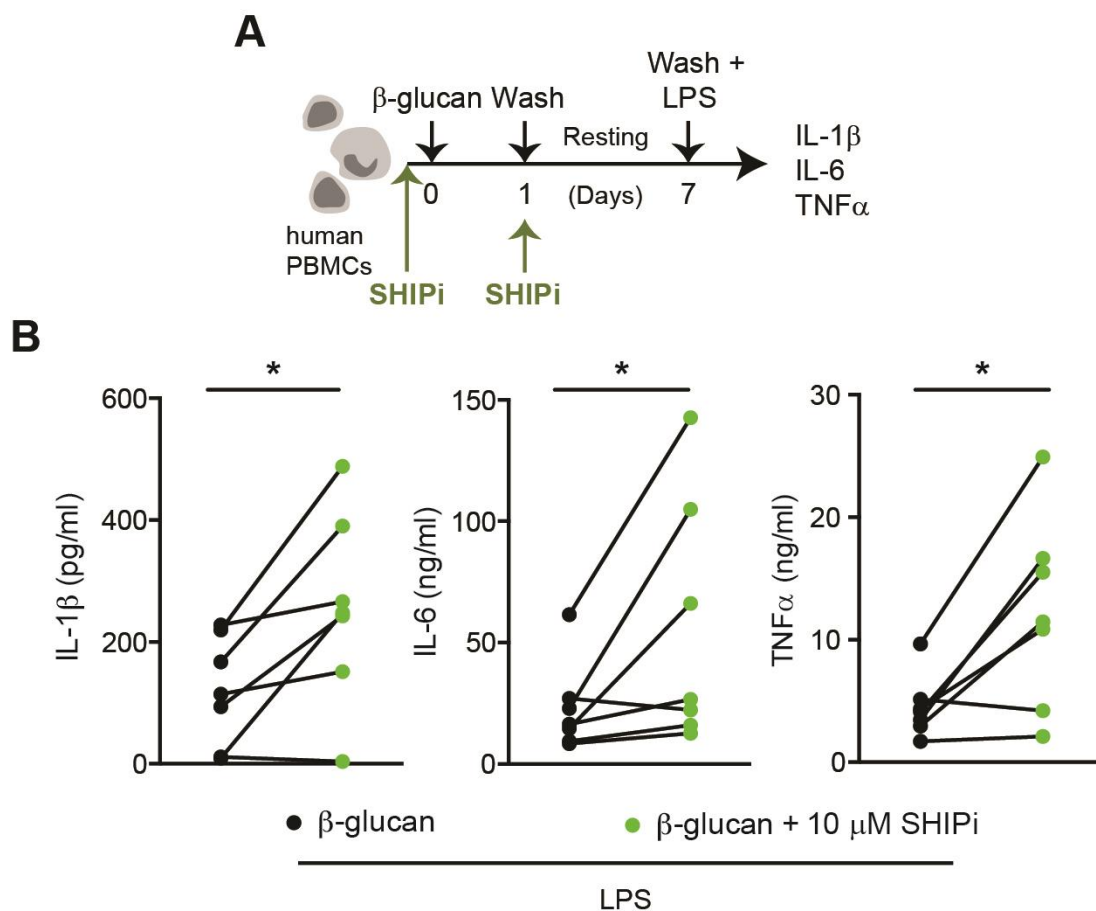 A
β-glucan Wash Wash +
LPS
Resting
0 1 (Days) 7
IL-1β
IL-6
TNFα
human
PBMCs
SHIPi SHIPi
B
* * *
IL-1β (pg/ml)
600
400
200
0
IL-6 (ng/ml)
150
100
50
0
TNFα (ng/ml)
30
20
10
0
β-glucan β-glucan + 10 μM SHIPi
LPS